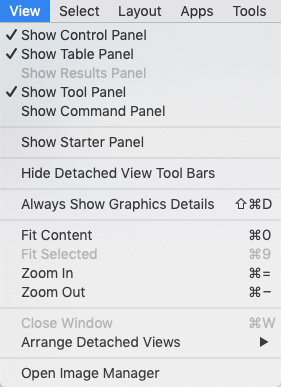 View Select Layout Apps Tools
✓ Show Control Panel
✓ Show Table Panel
Show Results Panel
✓ Show Tool Panel
Show Command Panel
Show Starter Panel
Hide Detached View Tool Bars
Always Show Graphics Details ⇧⌘D
Fit Content ⌘0
Fit Selected ⌘9
Zoom In ⌘=
Zoom Out ⌘–
Close Window ⌘W
Arrange Detached Views ▶
Open Image Manager